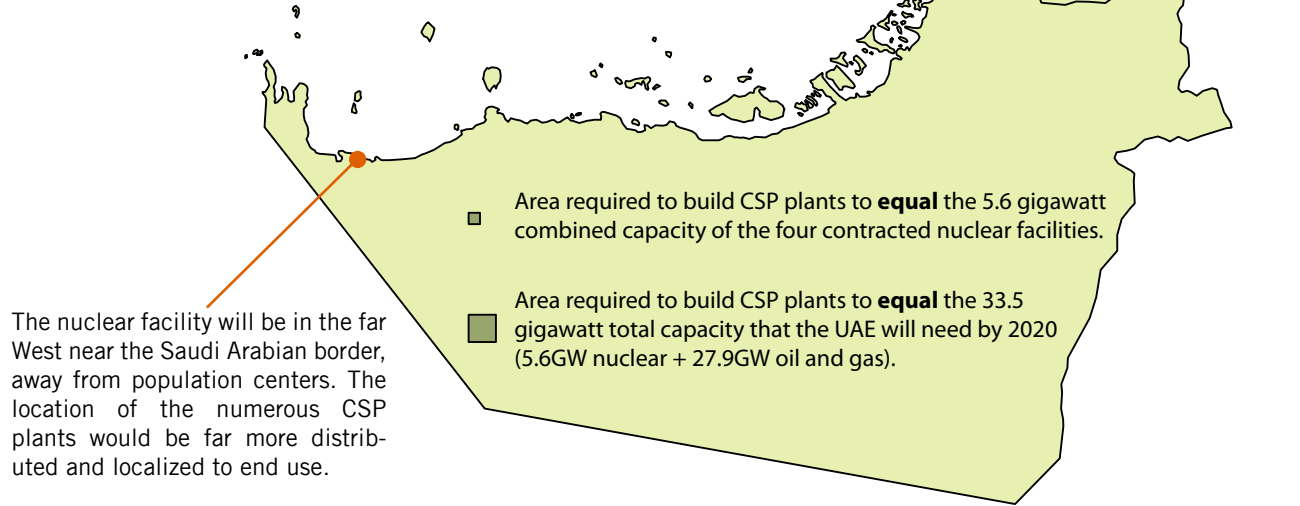 Area required to build CSP plants to equal the 5.6 gigawatt
combined capacity of the four contracted nuclear facilities.
Area required to build CSP plants to equal the 33.5
gigawatt total capacity that the UAE will need by 2020
(5.6GW nuclear + 27.9GW oil and gas).
The nuclear facility will be in the far
West near the Saudi Arabian border,
away from population centers. The
location of the numerous CSP
plants would be far more distrib-
uted and localized to end use.